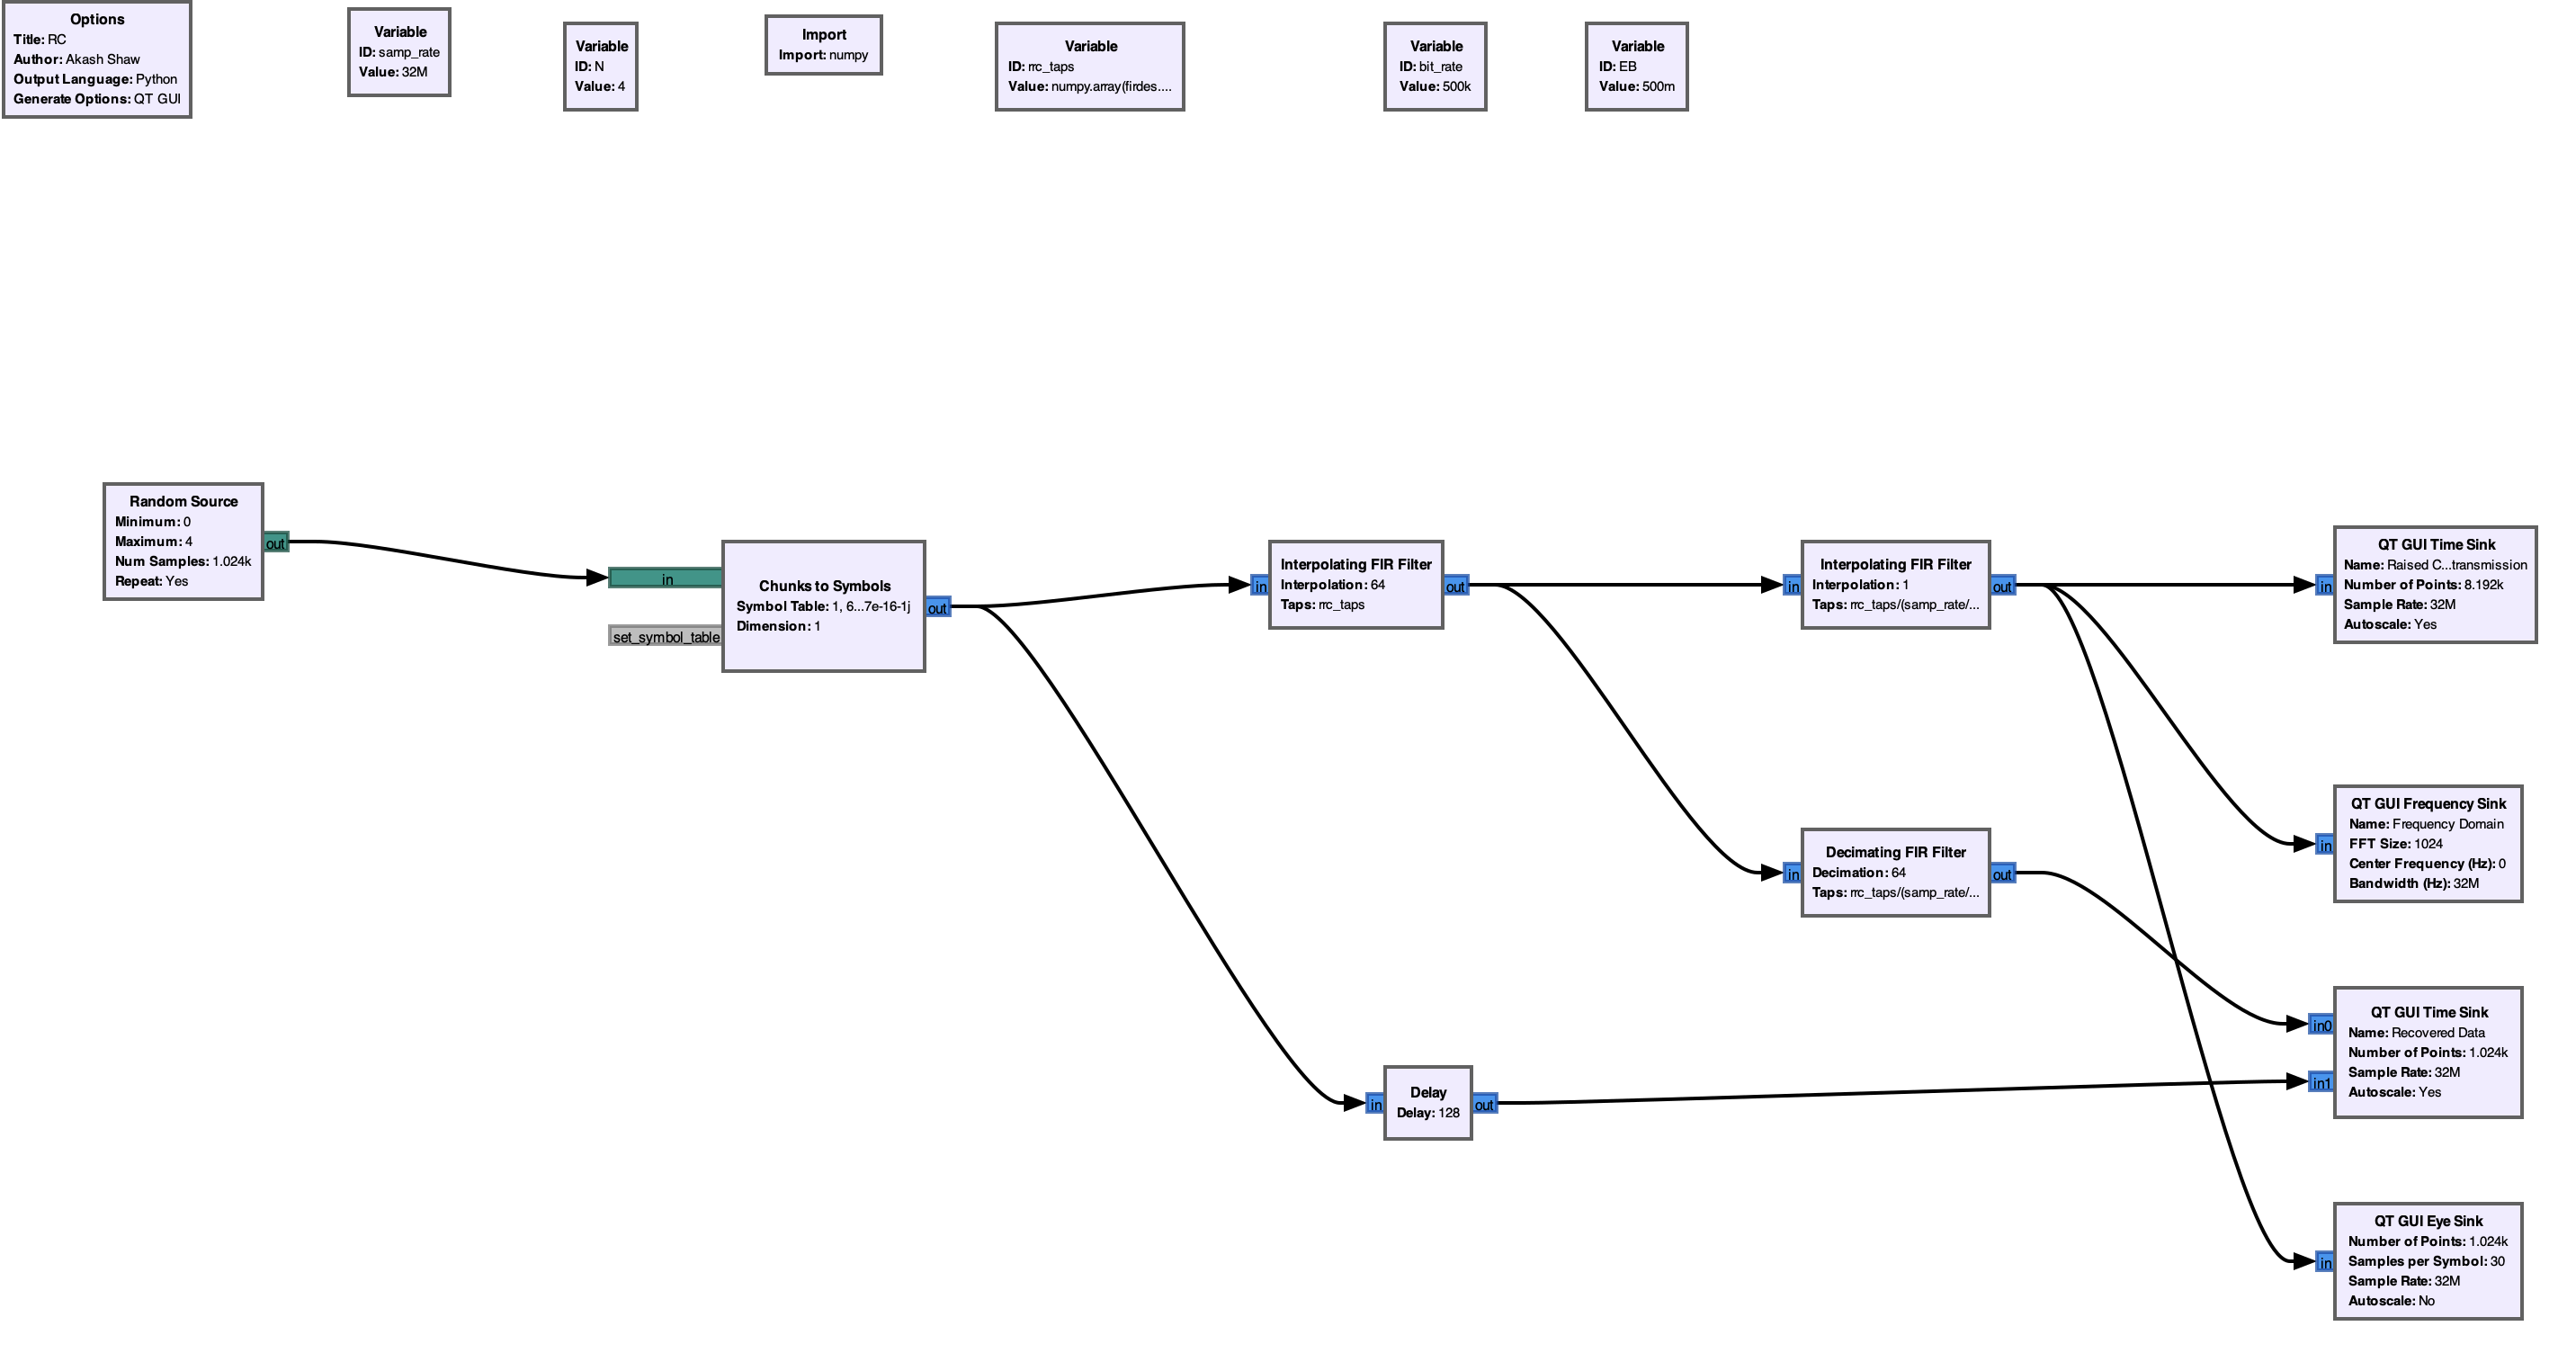 Options
Title: RC
Author: Akash Shaw
Output Language: Python
Generate Options: QT GUI
Variable
ID: samp_rate
Value: 32M
Variable
ID: N
Value: 4
Import
Import: numpy
Variable
ID: rrc_taps
Value: numpy.array(firdes....
Variable
ID: bit_rate
Value: 500k
Variable
ID: EB
Value: 500m
Random Source
Minimum: 0
Maximum: 4
Num Samples: 1.024k
Repeat: Yes
out
in
set_symbol_table
Chunks to Symbols
Symbol Table: 1, 6...7e-16-1j
Dimension: 1
out
in
Interpolating FIR Filter
Interpolation: 64
Taps: rrc_taps
out
in
Interpolating FIR Filter
Interpolation: 1
Taps: rrc_taps/(samp_rate/...
out
in
QT GUI Time Sink
Name: Raised C...transmission
Number of Points: 8.192k
Sample Rate: 32M
Autoscale: Yes
in
QT GUI Frequency Sink
Name: Frequency Domain
FFT Size: 1024
Center Frequency (Hz): 0
Bandwidth (Hz): 32M
in
Decimating FIR Filter
Decimation: 64
Taps: rrc_taps/(samp_rate/...
out
in0
in1
QT GUI Time Sink
Name: Recovered Data
Number of Points: 1.024k
Sample Rate: 32M
Autoscale: Yes
in
Delay
Delay: 128
out
in
QT GUI Eye Sink
Number of Points: 1.024k
Samples per Symbol: 30
Sample Rate: 32M
Autoscale: No